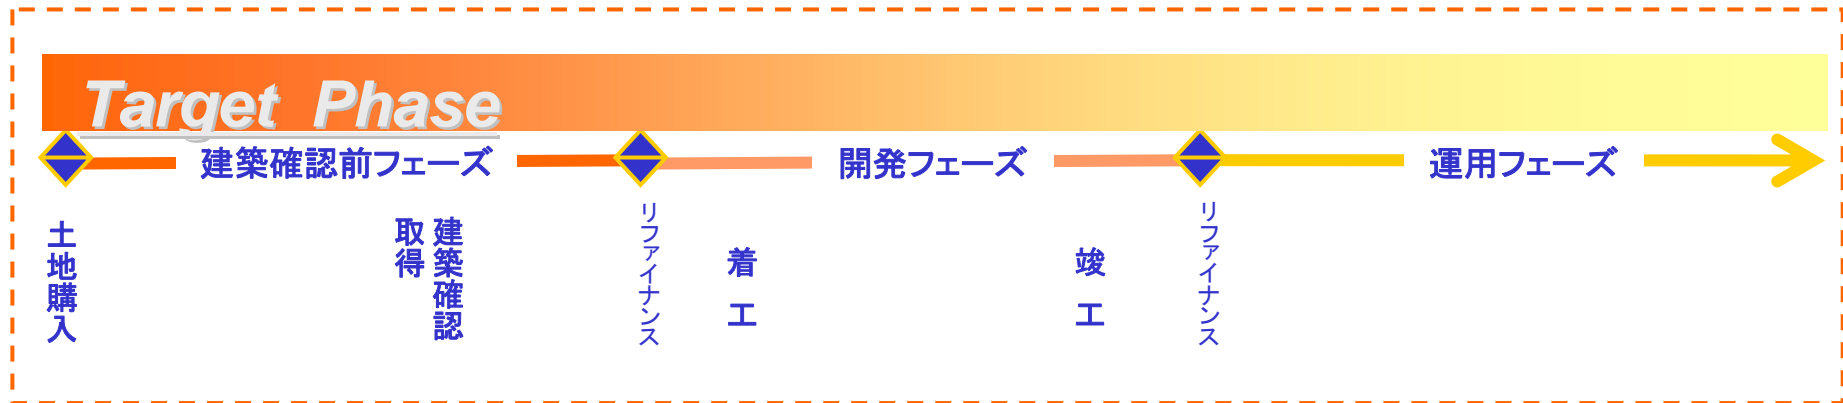 Target Phase
建築確認前フェーズ
開発フェーズ
運用フェーズ
土地購入
建築確認
取得
リファイナンス
着工
竣工
リファイナンス